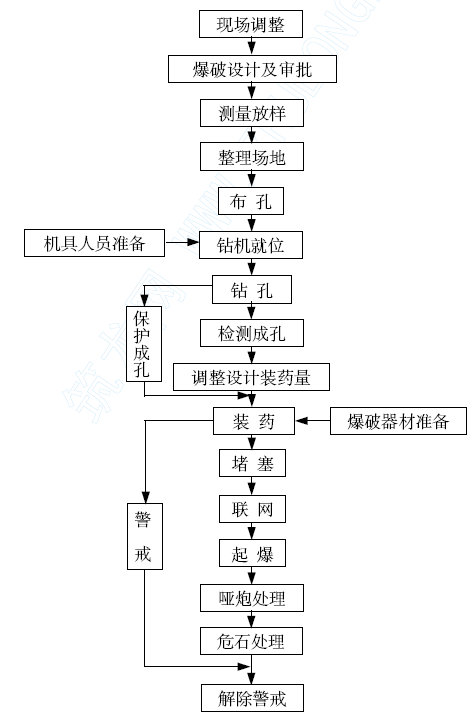 现场调整
爆破设计及审批
测量放样
整理场地
布 孔
机具人员准备
钻机就位
钻 孔
保护成孔
检测成孔
调整设计装药量
装 药
爆破器材准备
堵 塞
联 网
警戒
起 爆
哑炮处理
危石处理
解除警戒
筑龙网